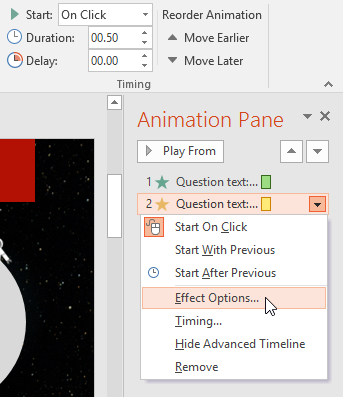 Start: On Click
Reorder Animation
Duration: 00.50
Move Earlier
Delay: 00.00
Move Later
Timing
Animation Pane
Play From
1 Question text:...
2 Question text:...
Start On Click
Start With Previous
Start After Previous
Effect Options...
Timing...
Hide Advanced Timeline
Remove